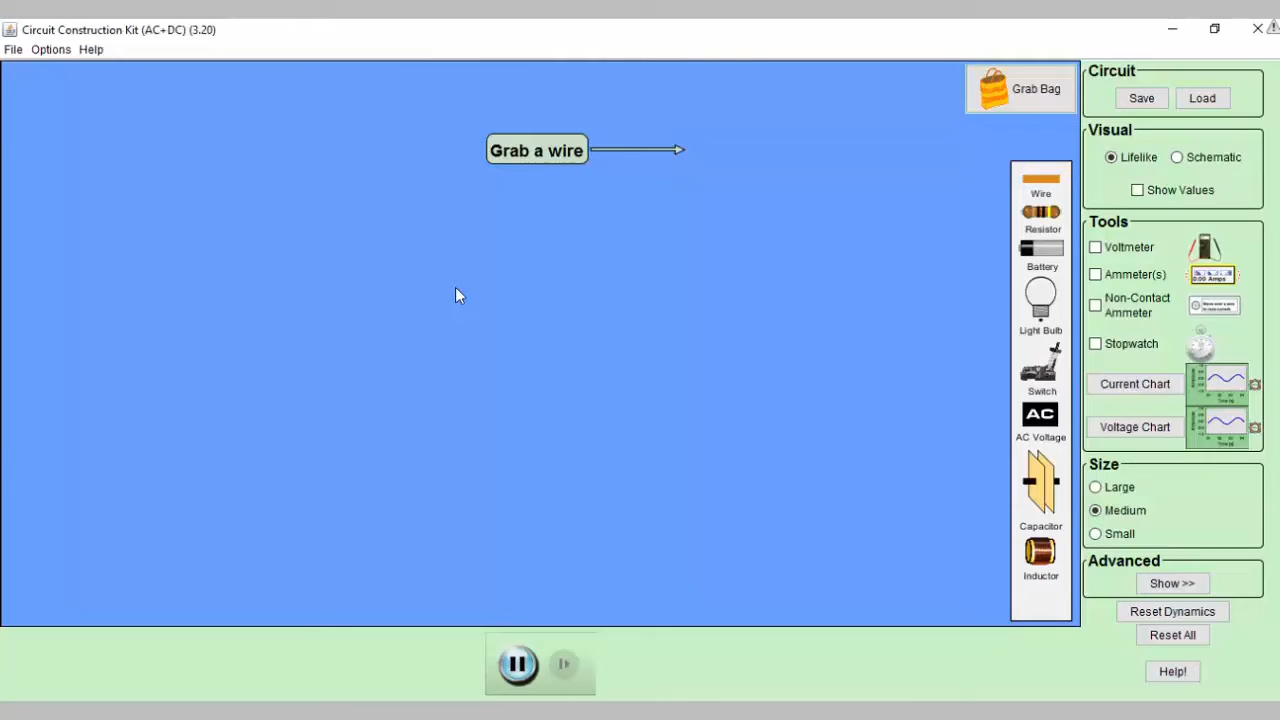 Circuit Construction Kit (AC+DC) (3.20)
File Options Help
Grab Bag
Grab a wire
Wire
Resistor
Battery
Light Bulb
Switch
AC
AC Voltage
Capacitor
Inductor
Circuit
Save Load
Visual
Lifelike Schematic
Show Values
Tools
Voltmeter
Ammeter(s)
0.00 Amps
Non-Contact
Ammeter
Stopwatch
Current Chart
Voltage Chart
Size
Large
Medium
Small
Advanced
Show >>
Reset Dynamics
Reset All
Help!